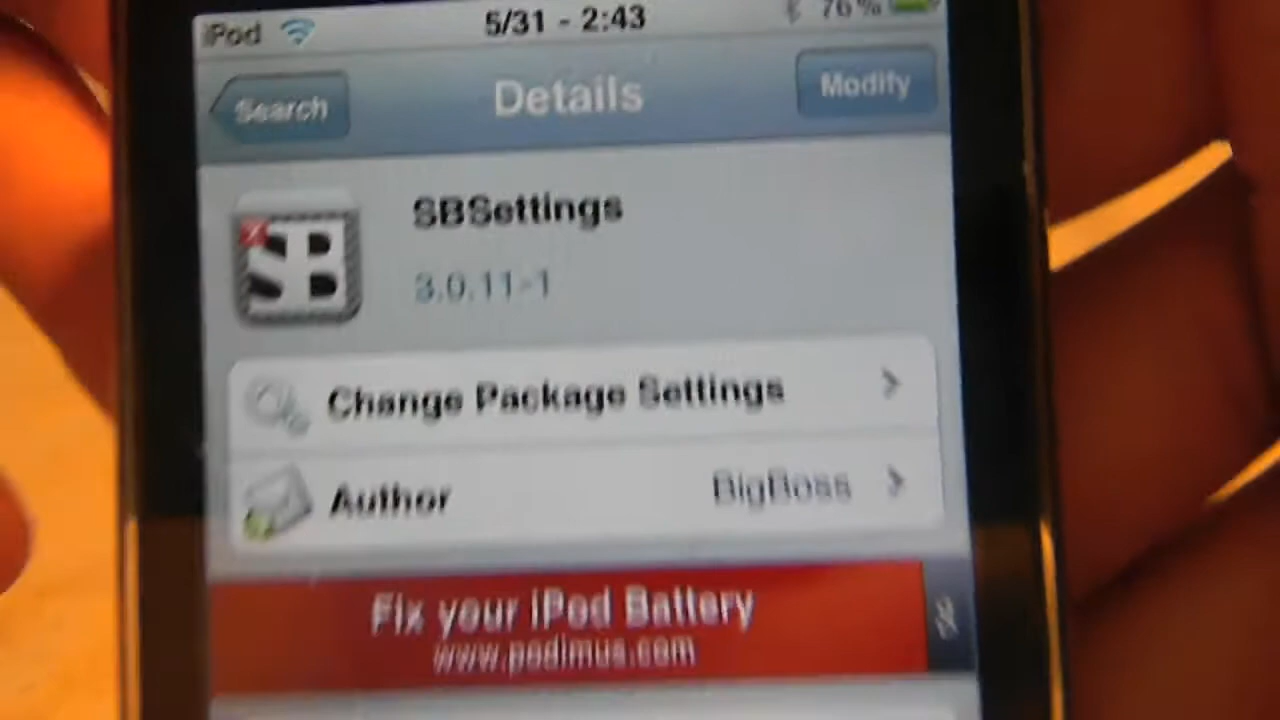 iPod 5/31 - 2:43 76%
Search Details Modify
SB
SBSettings
3.0.11-1
Change Package Settings
Author BigBoss
Fix your iPod Battery
www.podimus.com